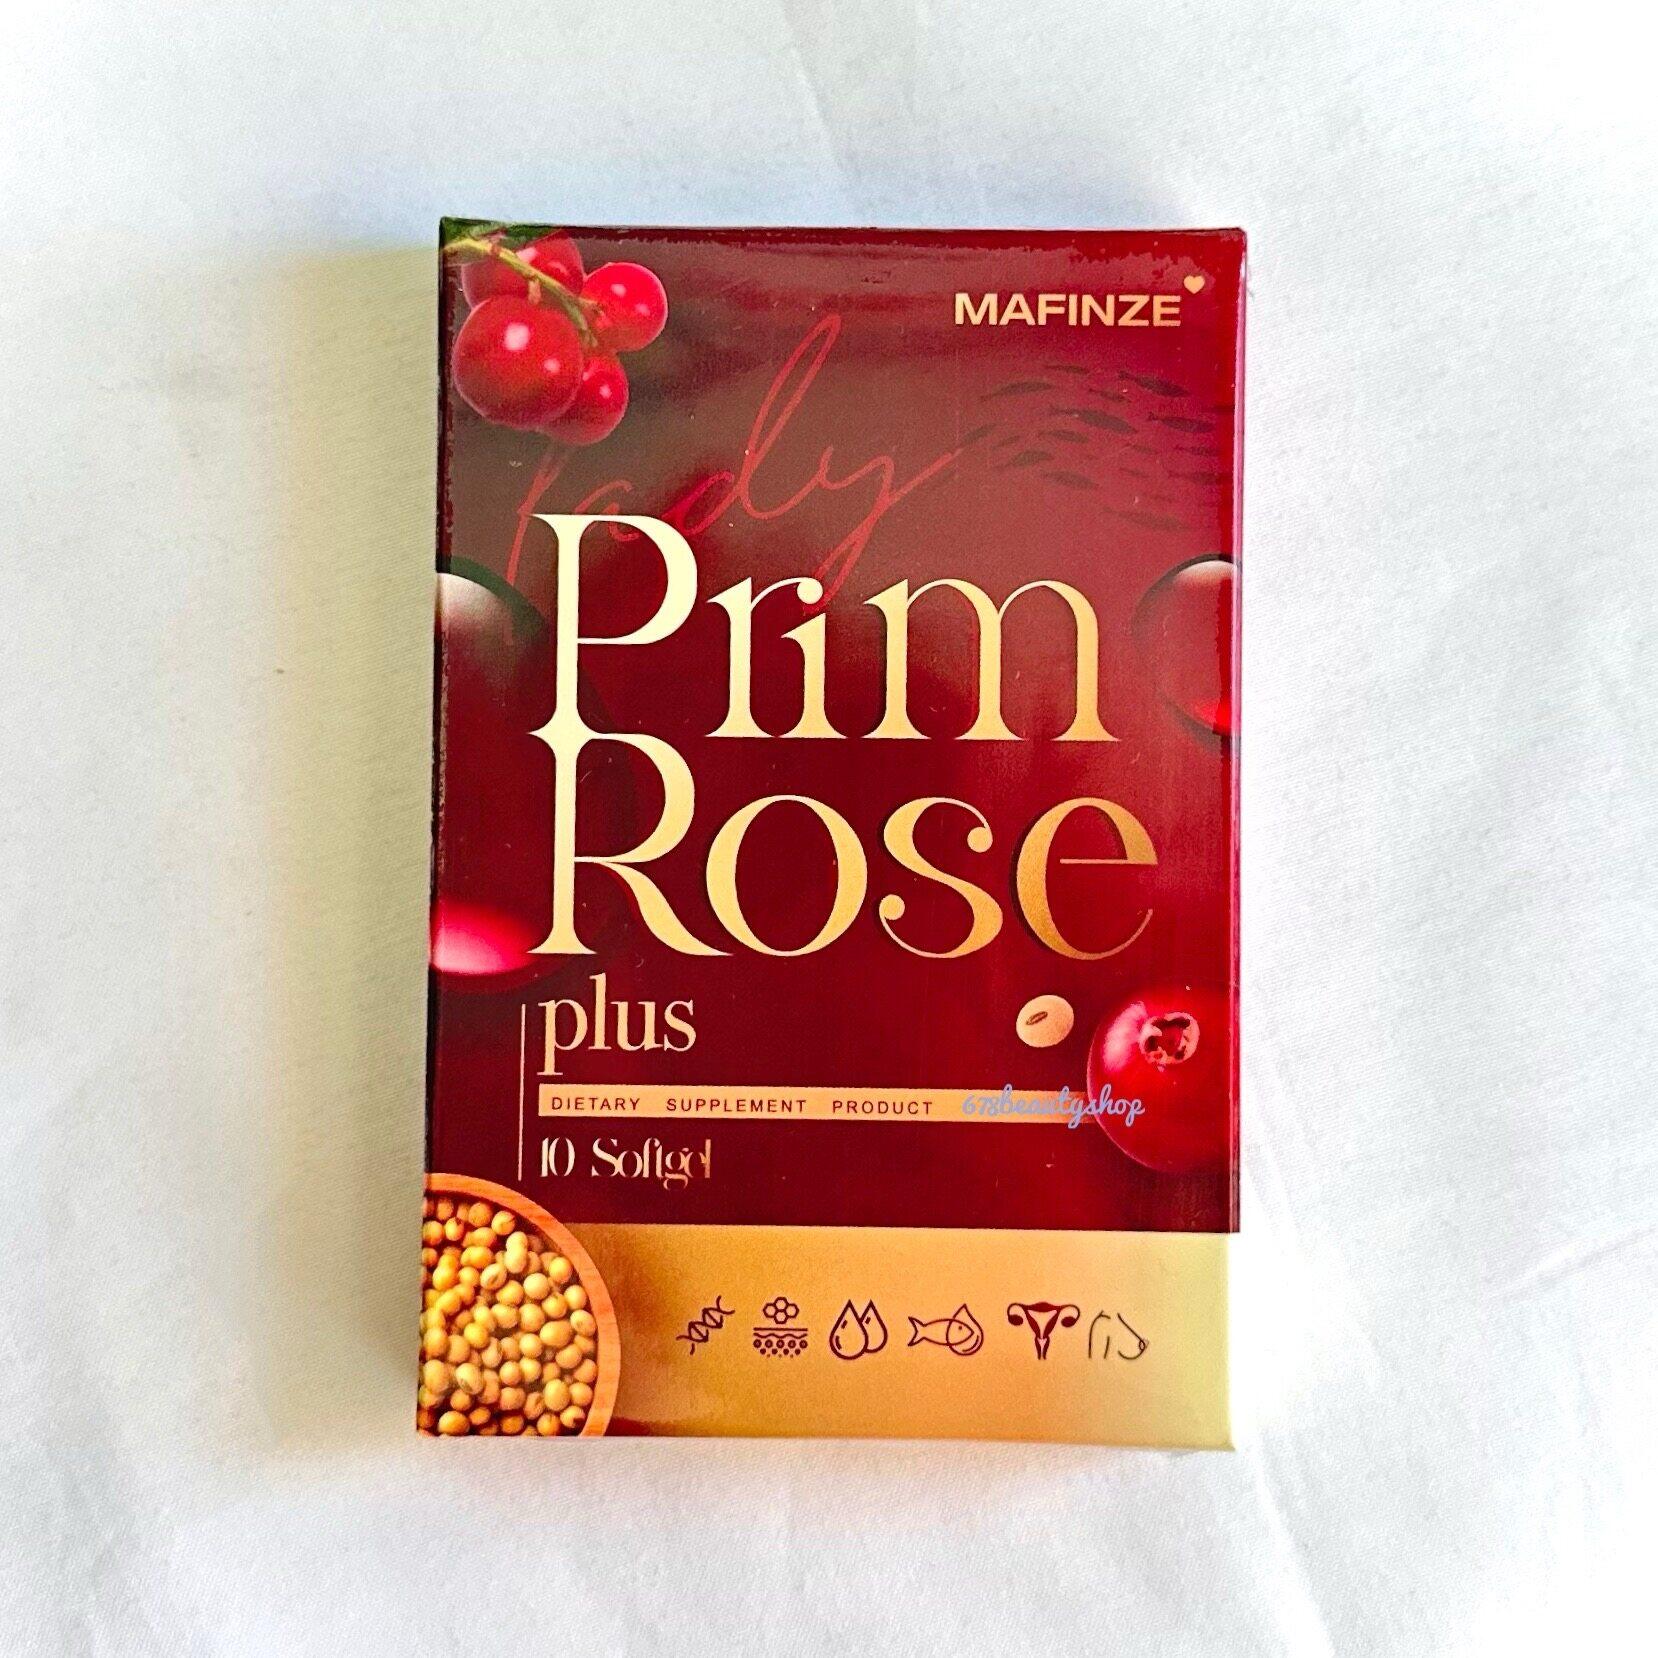 MAFINZE
Lady
Prim
Rose
plus
DIETARY SUPPLEMENT PRODUCT
678beautyshop
10 Softgel